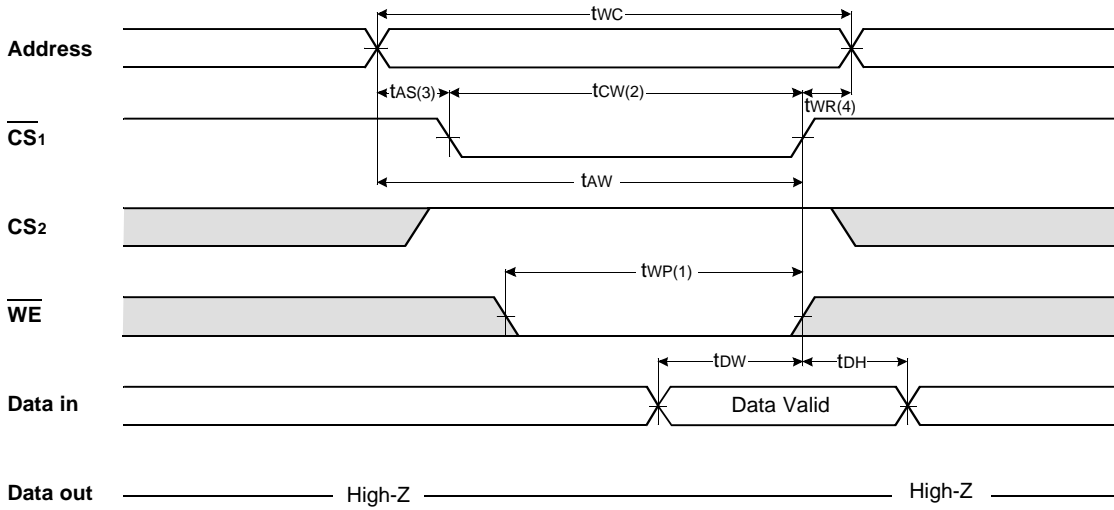 tWC
Address
tAS(3) tCW(2) tWR(4)
CS1
tAW
CS2
tWP(1)
WE
tDW tDH
Data in Data Valid
Data out High-Z High-Z